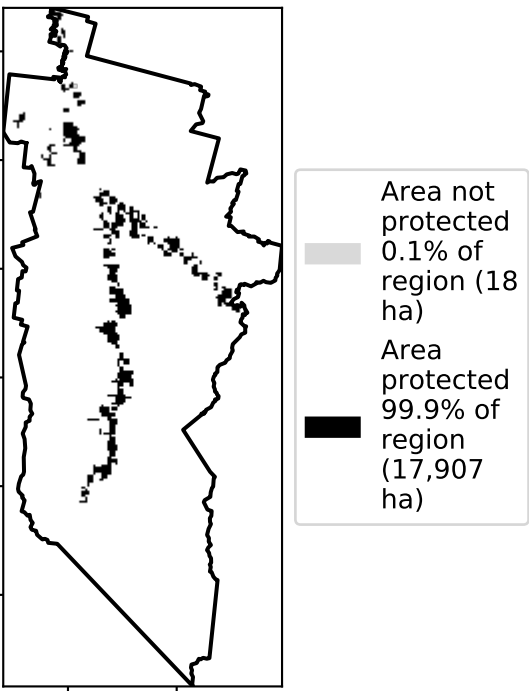 Area not
protected
0.1% of
region (18
ha)
Area
protected
99.9% of
region
(17,907
ha)